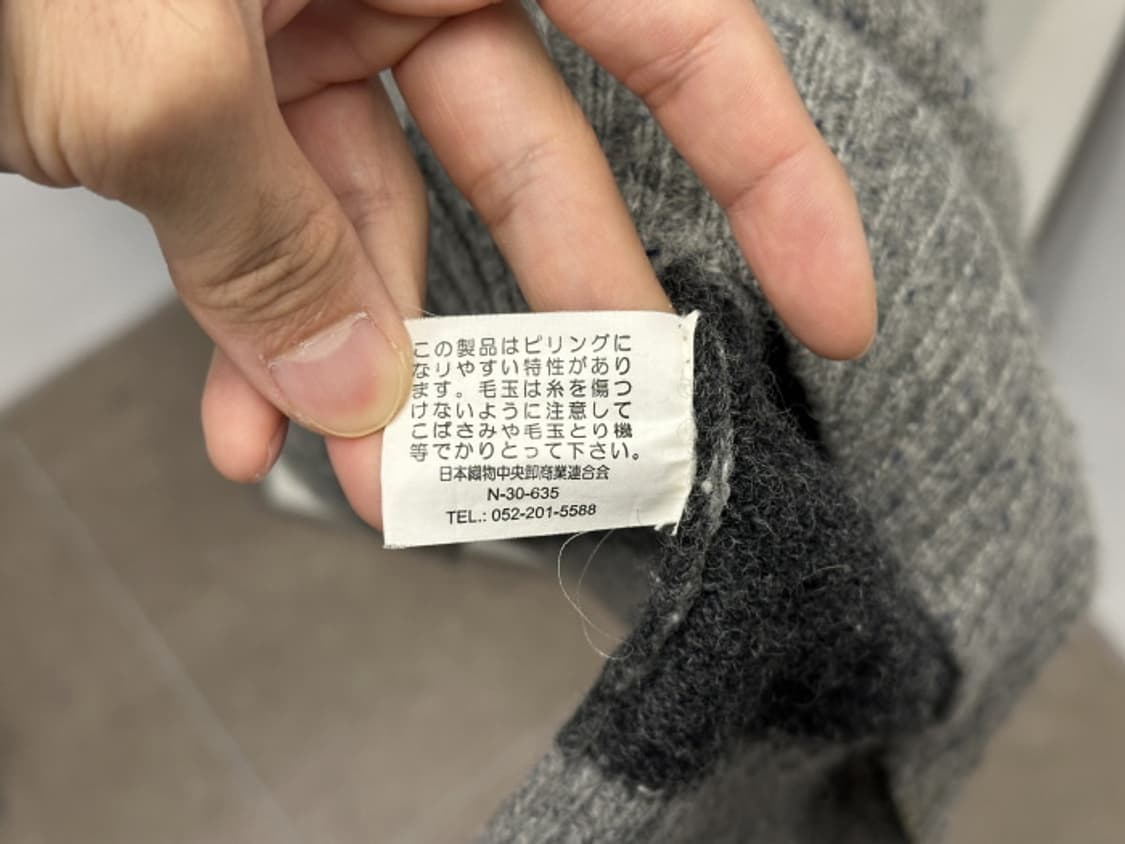 この製品はピリングに
なりやすい特性があり
ます。毛玉は糸を傷つ
けないように注意して
こばさみや毛玉とり機
等でかりとって下さい。
日本織物中央卸商業連合会
N-30-635
TEL.: 052-201-5588